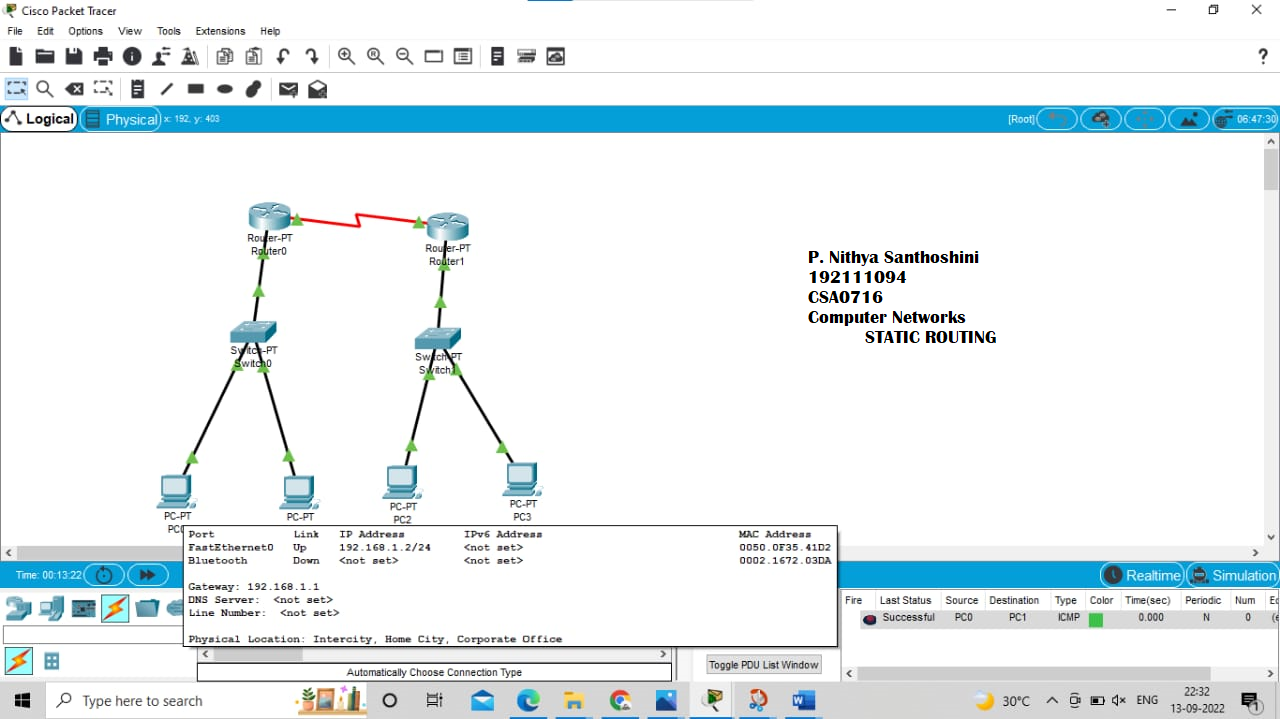 Cisco Packet Tracer
File Edit Options View Tools Extensions Help
Logical Physical x: 192, y: 403 [Root] 06:47:30
Router-PT
Router0
Router-PT
Router1
P. Nithya Santhoshini
192111094
CSA0716
Computer Networks
STATIC ROUTING
Switch-PT
Switch0
Switch-PT
PC-PT
PC-PT
PC-PT
PC2
PC-PT
PC3
Port Link IP Address IPv6 Address MAC Address
FastEthernet0 Up 192.168.1.2/24 <not set> 0050.0F35.41D2
Bluetooth Down <not set> <not set> 0002.1672.03DA
Gateway: 192.168.1.1
DNS Server: <not set>
Line Number: <not set>
Physical Location: Intercity, Home City, Corporate Office
Time: 00:13:22 Realtime Simulation
Fire Last Status Source Destination Type Color Time(sec) Periodic Num
Successful PC0 PC1 ICMP 0.000 N 0
Toggle PDU List Window
Automatically Choose Connection Type
Type here to search
30°C ENG 22:32
13-09-2022